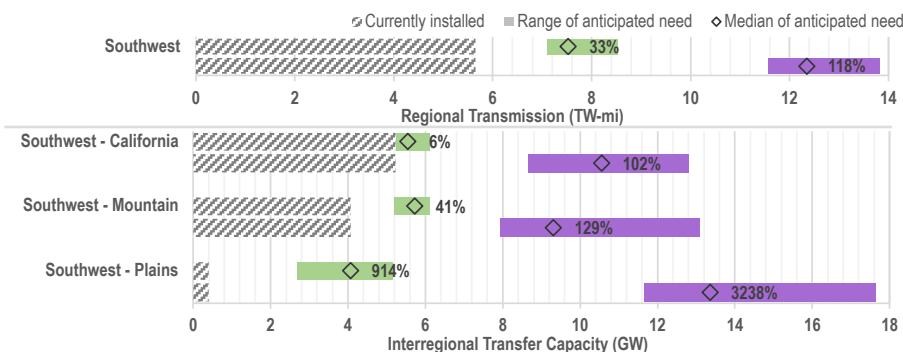 Currently installed Range of anticipated need Median of anticipated need
Southwest
33%
118%
0 2 4 6 8 10 12 14
Regional Transmission (TW-mi)
Southwest - California
6%
102%
Southwest - Mountain
41%
129%
Southwest - Plains
914%
3238%
0 2 4 6 8 10 12 14 16 18
Interregional Transfer Capacity (GW)